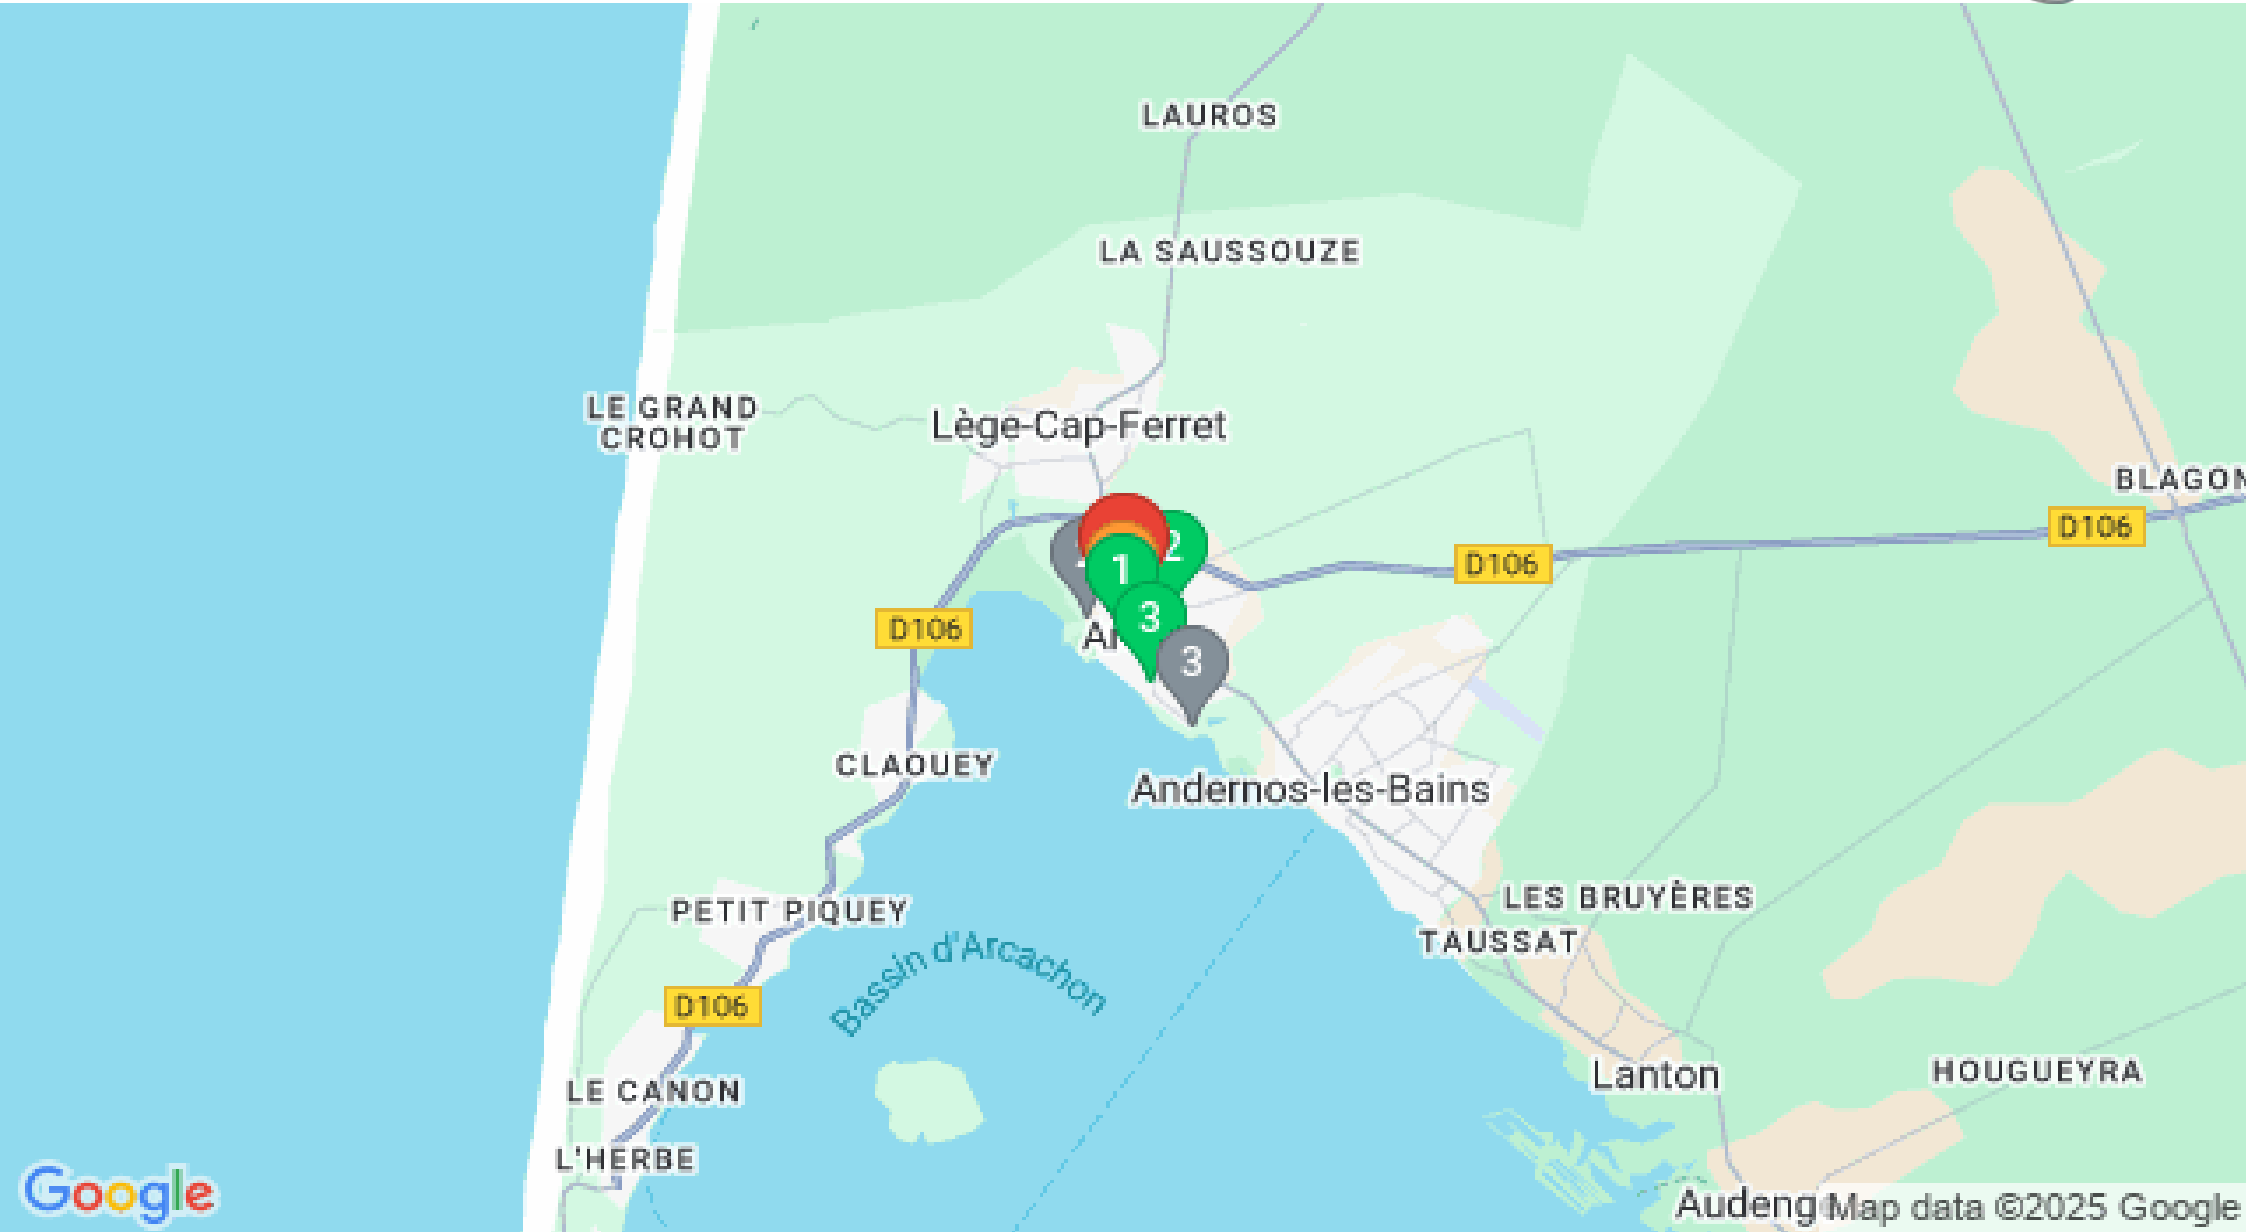 LAUROS
LA SAUSSOUZE
LE GRAND
CROHOT
Lège-Cap-Ferret
BLAGON
D106
D106
2
1
D106
3
3
CLAOUEY
Andernos-les-Bains
PETIT PIQUEY
LES BRUYÈRES
TAUSSAT
Bassin d'Arcachon
D106
LE CANON
Lanton
HOUGUEYRA
L'HERBE
Google
Audeng
Map data ©2025 Google